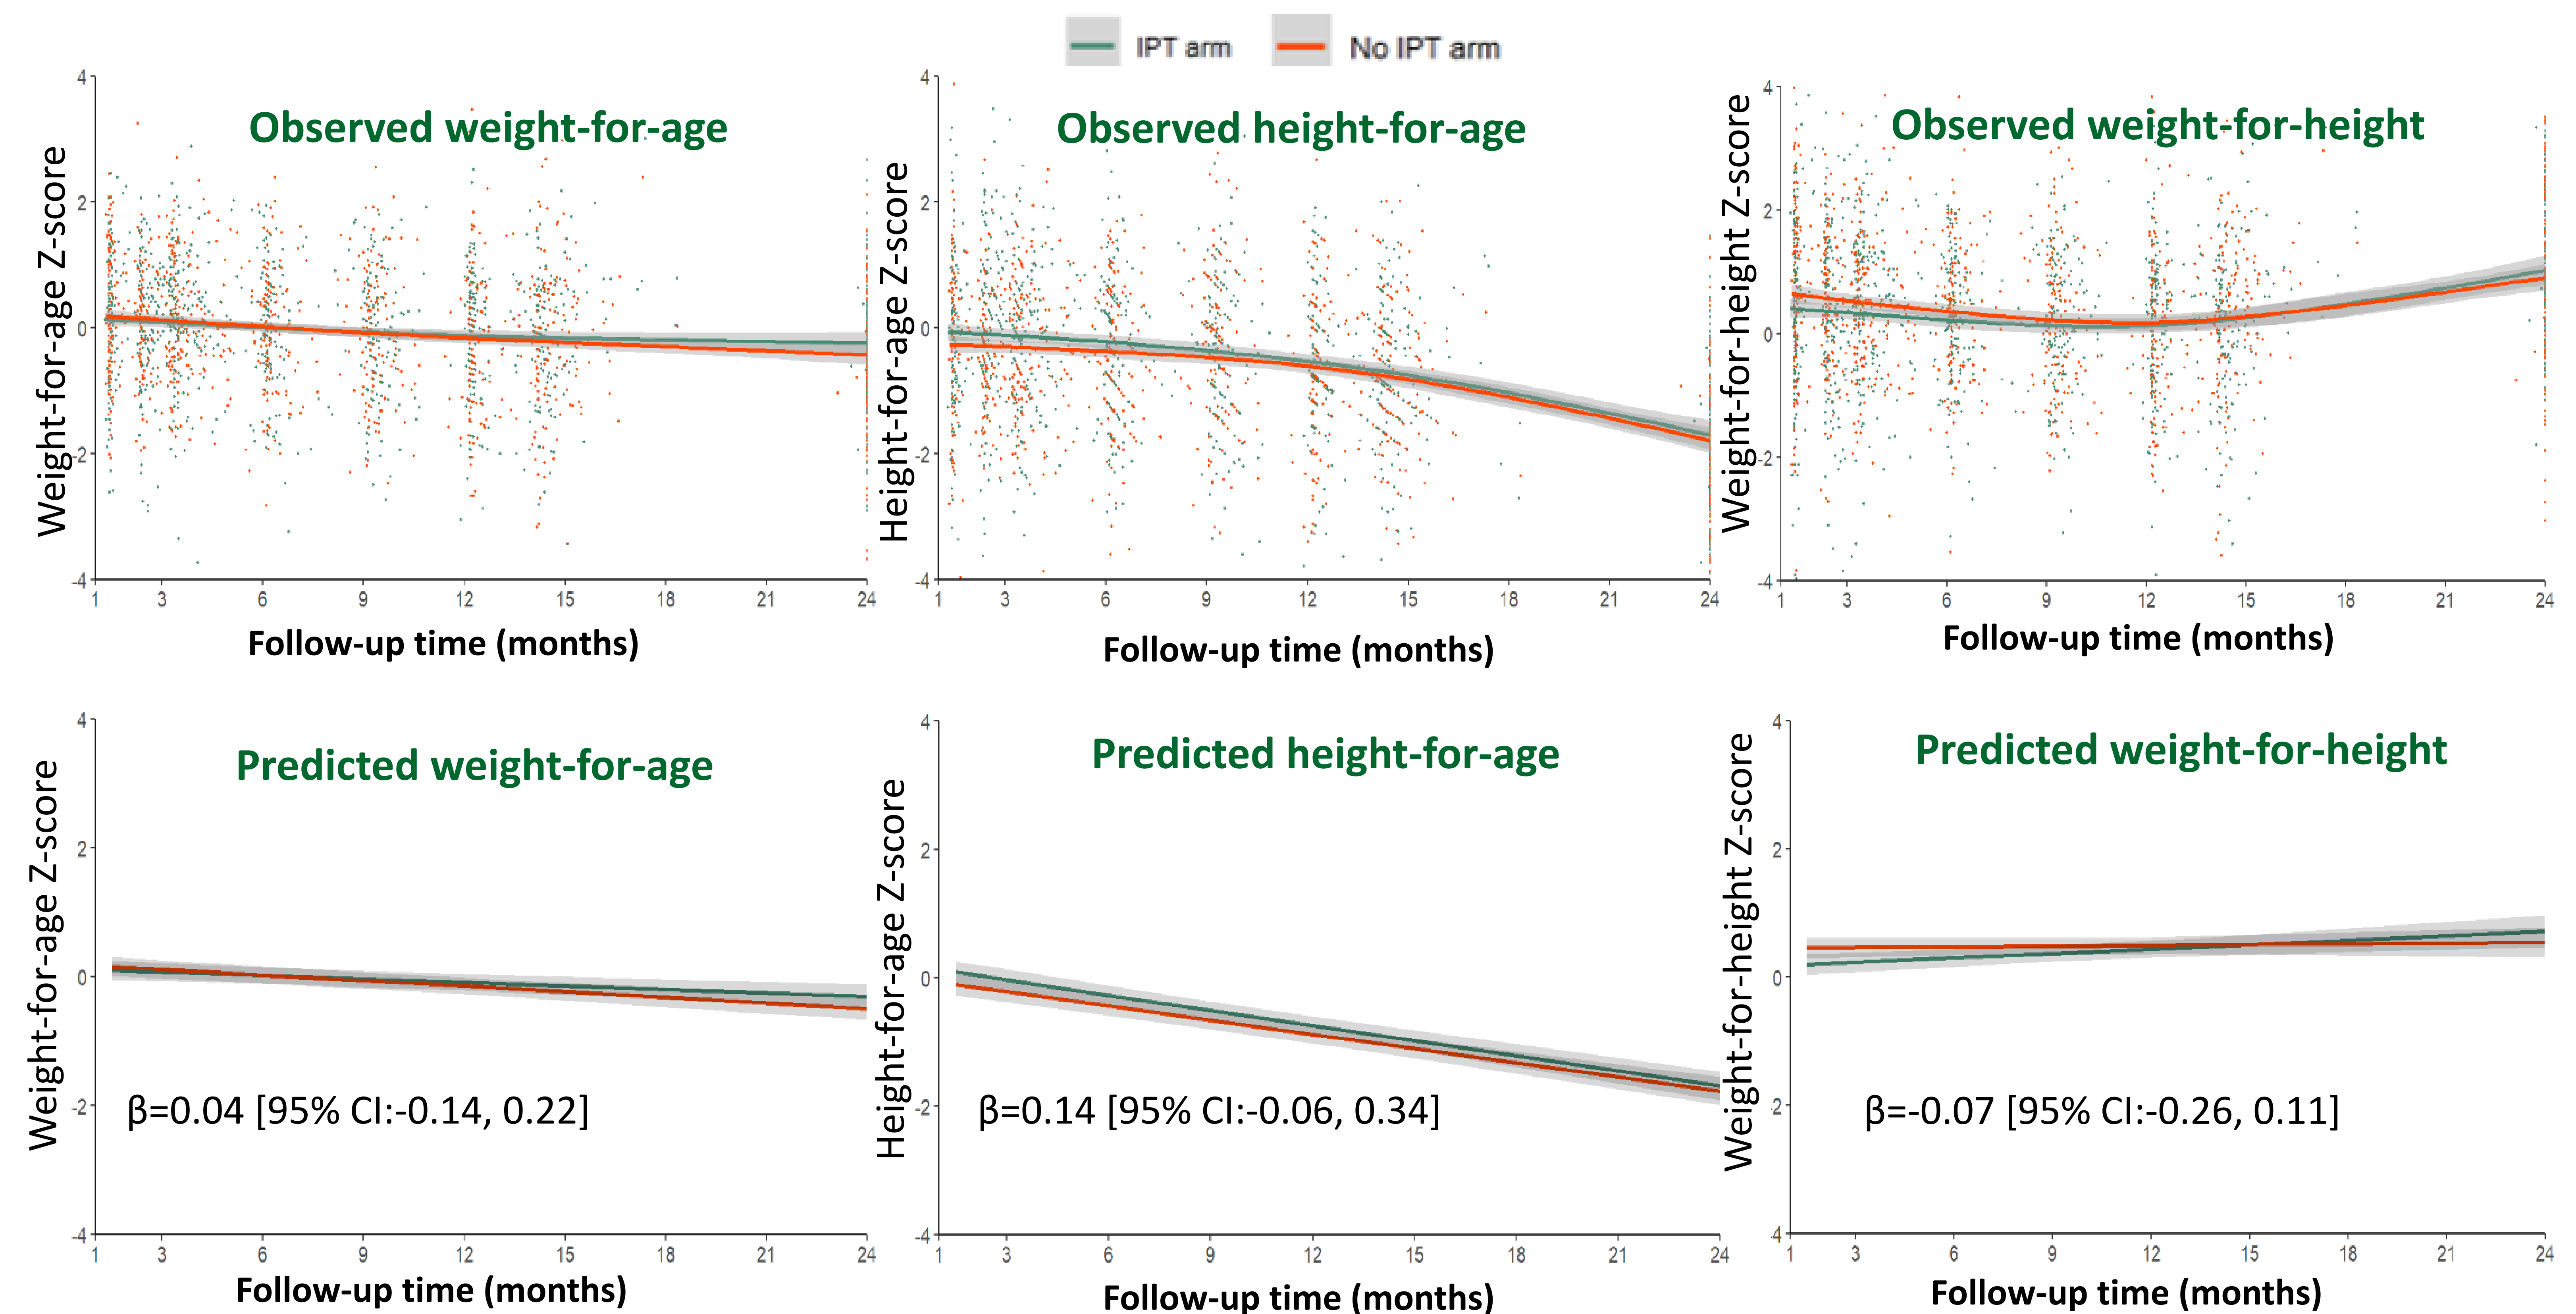 IPT arm No IPT arm
Observed weight-for-age
Weight-for-age Z-score
4
2
0
-2
-4
1 3 6 9 12 15 18 21 24
Follow-up time (months)
Observed height-for-age
Height-for-age Z-score
4
2
0
-2
-4
1 3 6 9 12 15 18 21 24
Follow-up time (months)
Observed weight-for-height
Weight-for-height Z-score
4
2
0
-2
-4
1 3 6 9 12 15 18 21 24
Follow-up time (months)
Predicted weight-for-age
Weight-for-age Z-score
4
2
0
-2
-4
β=0.04 [95% CI:-0.14, 0.22]
1 3 6 9 12 15 18 21 24
Follow-up time (months)
Predicted height-for-age
Height-for-age Z-score
4
2
0
-2
-4
β=0.14 [95% CI:-0.06, 0.34]
1 3 6 9 12 15 18 21 24
Follow-up time (months)
Predicted weight-for-height
Weight-for-height Z-score
4
2
0
-2
-4
β=-0.07 [95% CI:-0.26, 0.11]
1 3 6 9 12 15 18 21 24
Follow-up time (months)